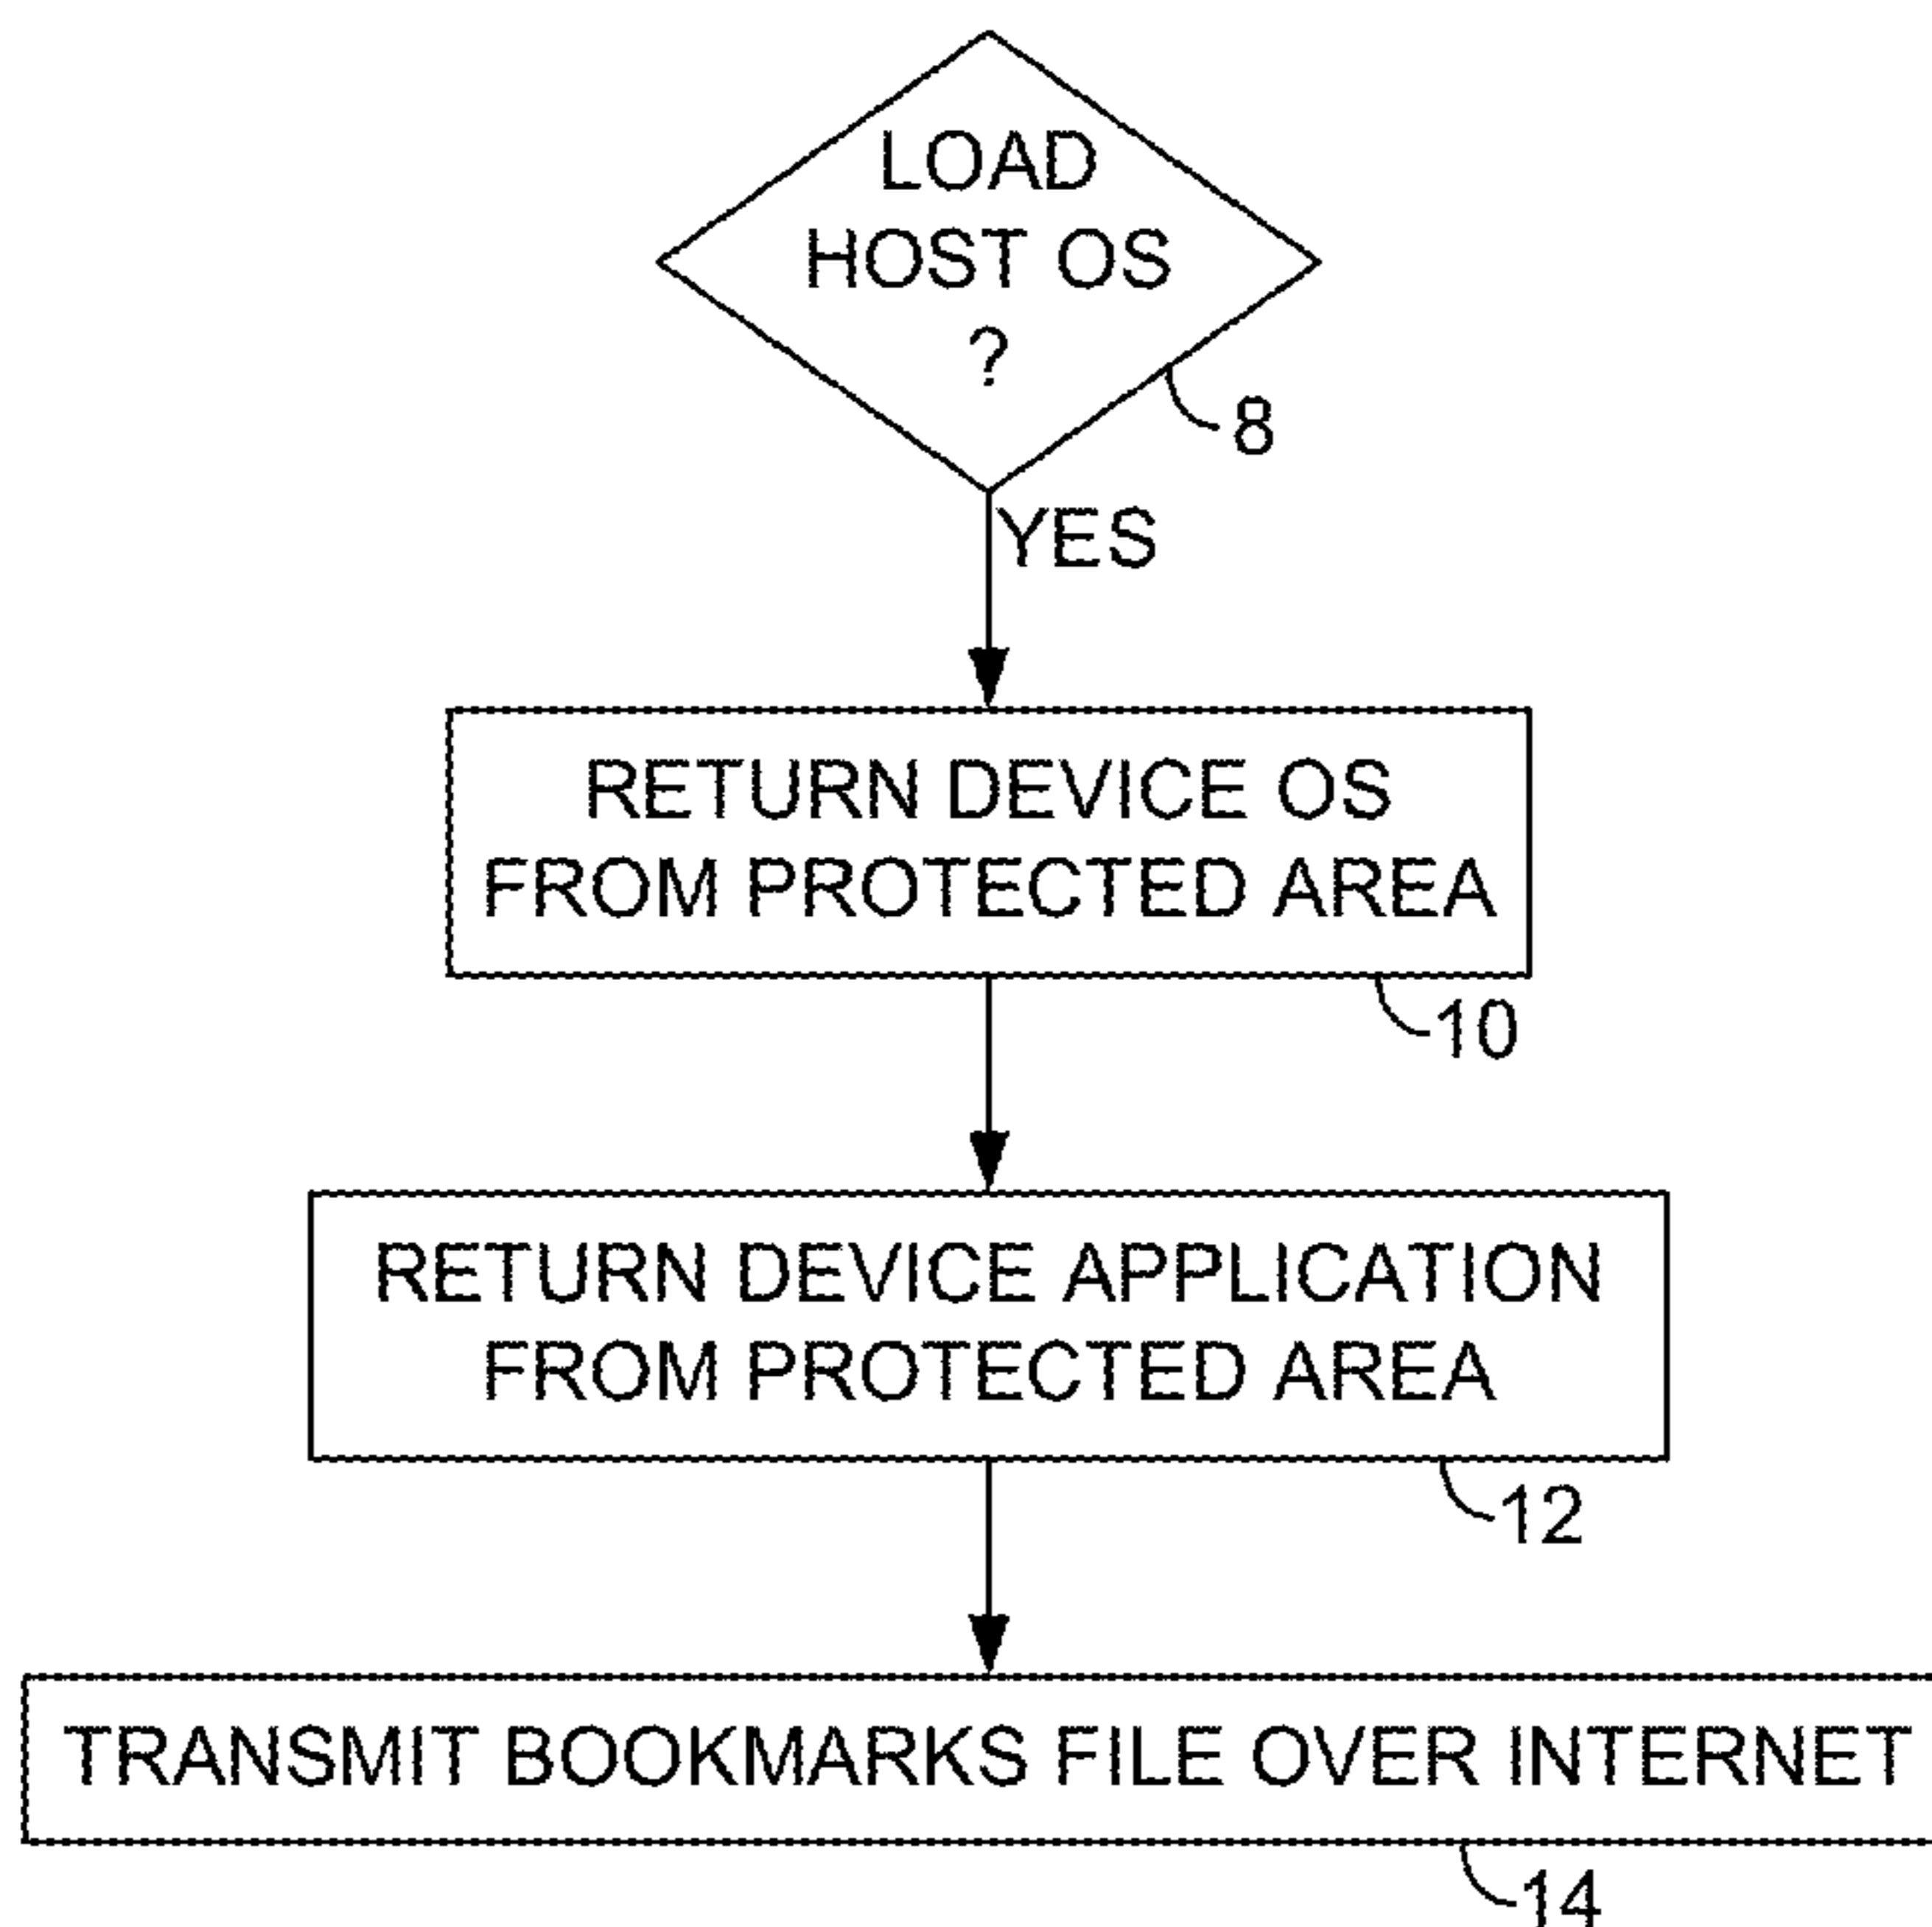 LOAD
HOST OS
?
8
YES
RETURN DEVICE OS
FROM PROTECTED AREA
10
RETURN DEVICE APPLICATION
FROM PROTECTED AREA
12
TRANSMIT BOOKMARKS FILE OVER INTERNET
14